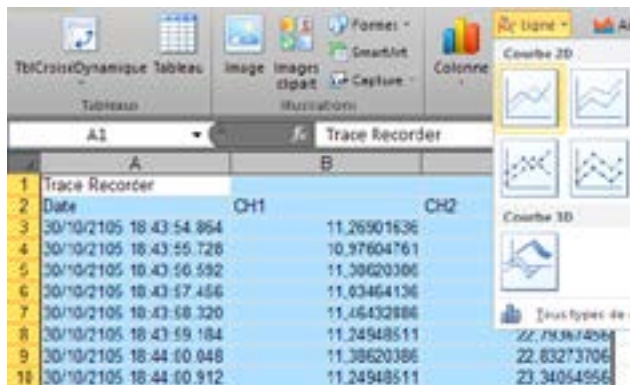 Ligne
TblCroiséDynamique Tableau
Image Images clipart
Formes
SmartArt
Capture
Colonne
Tableaux
Illustrations
Courbe 2D
Courbe 3D
Tous types de
A1 Trace Recorder
A B
1 Trace Recorder
2 Date CH1 CH2
3 30/10/2105 18:43:54.864 11,26901636
4 30/10/2105 18:43:55.728 10,97604761
5 30/10/2105 18:43:56.592 11,30620306
6 30/10/2105 18:43:57.456 11,03464136
7 30/10/2105 18:43:58.320 11,46432886
8 30/10/2105 18:43:59.184 11,24948511 22,79367456
9 30/10/2105 18:44:00.048 11,38620386 22,83273706
10 30/10/2105 18:44:00.912 11,24948511 23,34054956